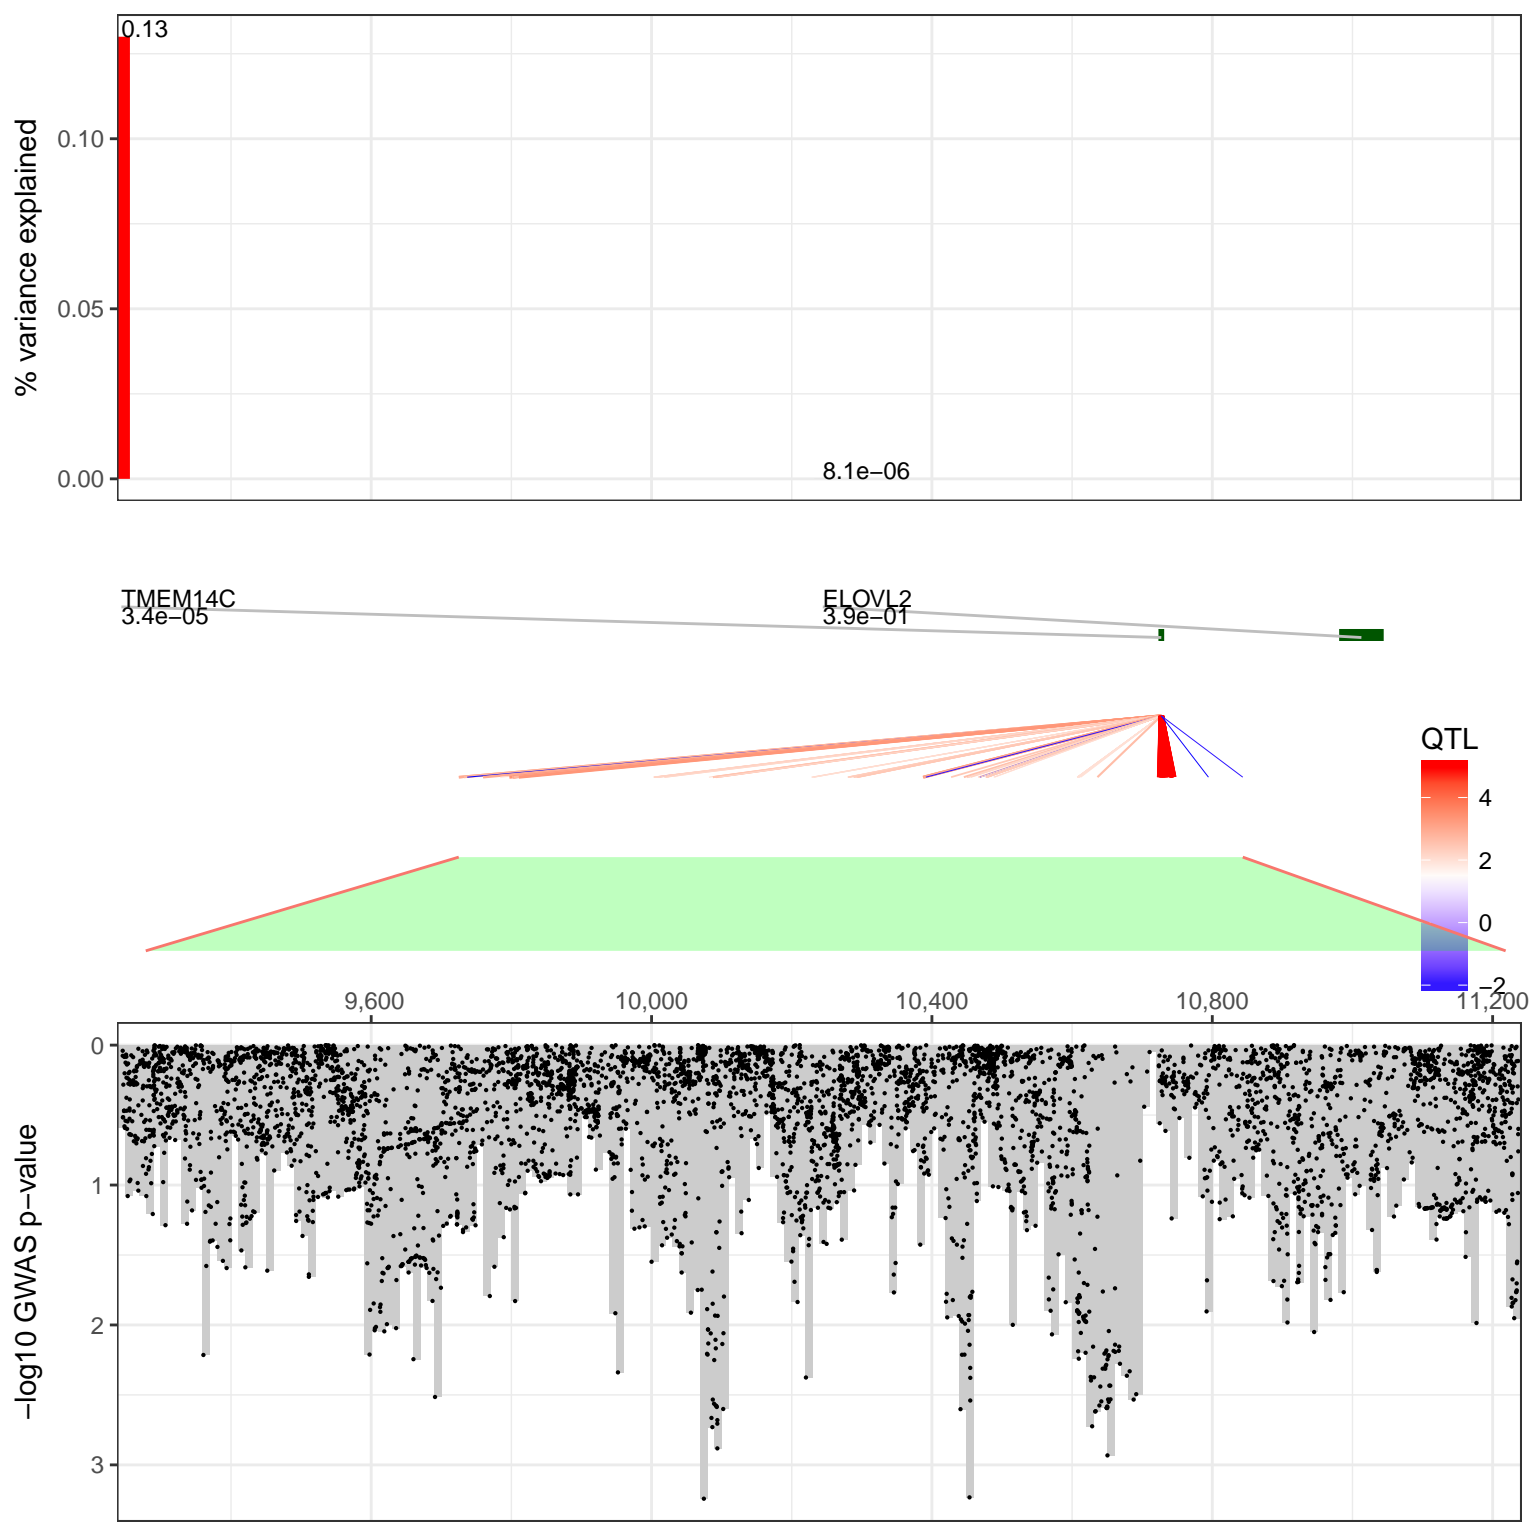 0.13
% variance explained
0.10
0.05
0.00
8.1e−06
TMEM14C
3.4e−05
ELOVL2
3.9e−01
QTL
4
2
0
−2
9,600
10,000
10,400
10,800
11,200
−log10 GWAS p−value
0
1
2
3